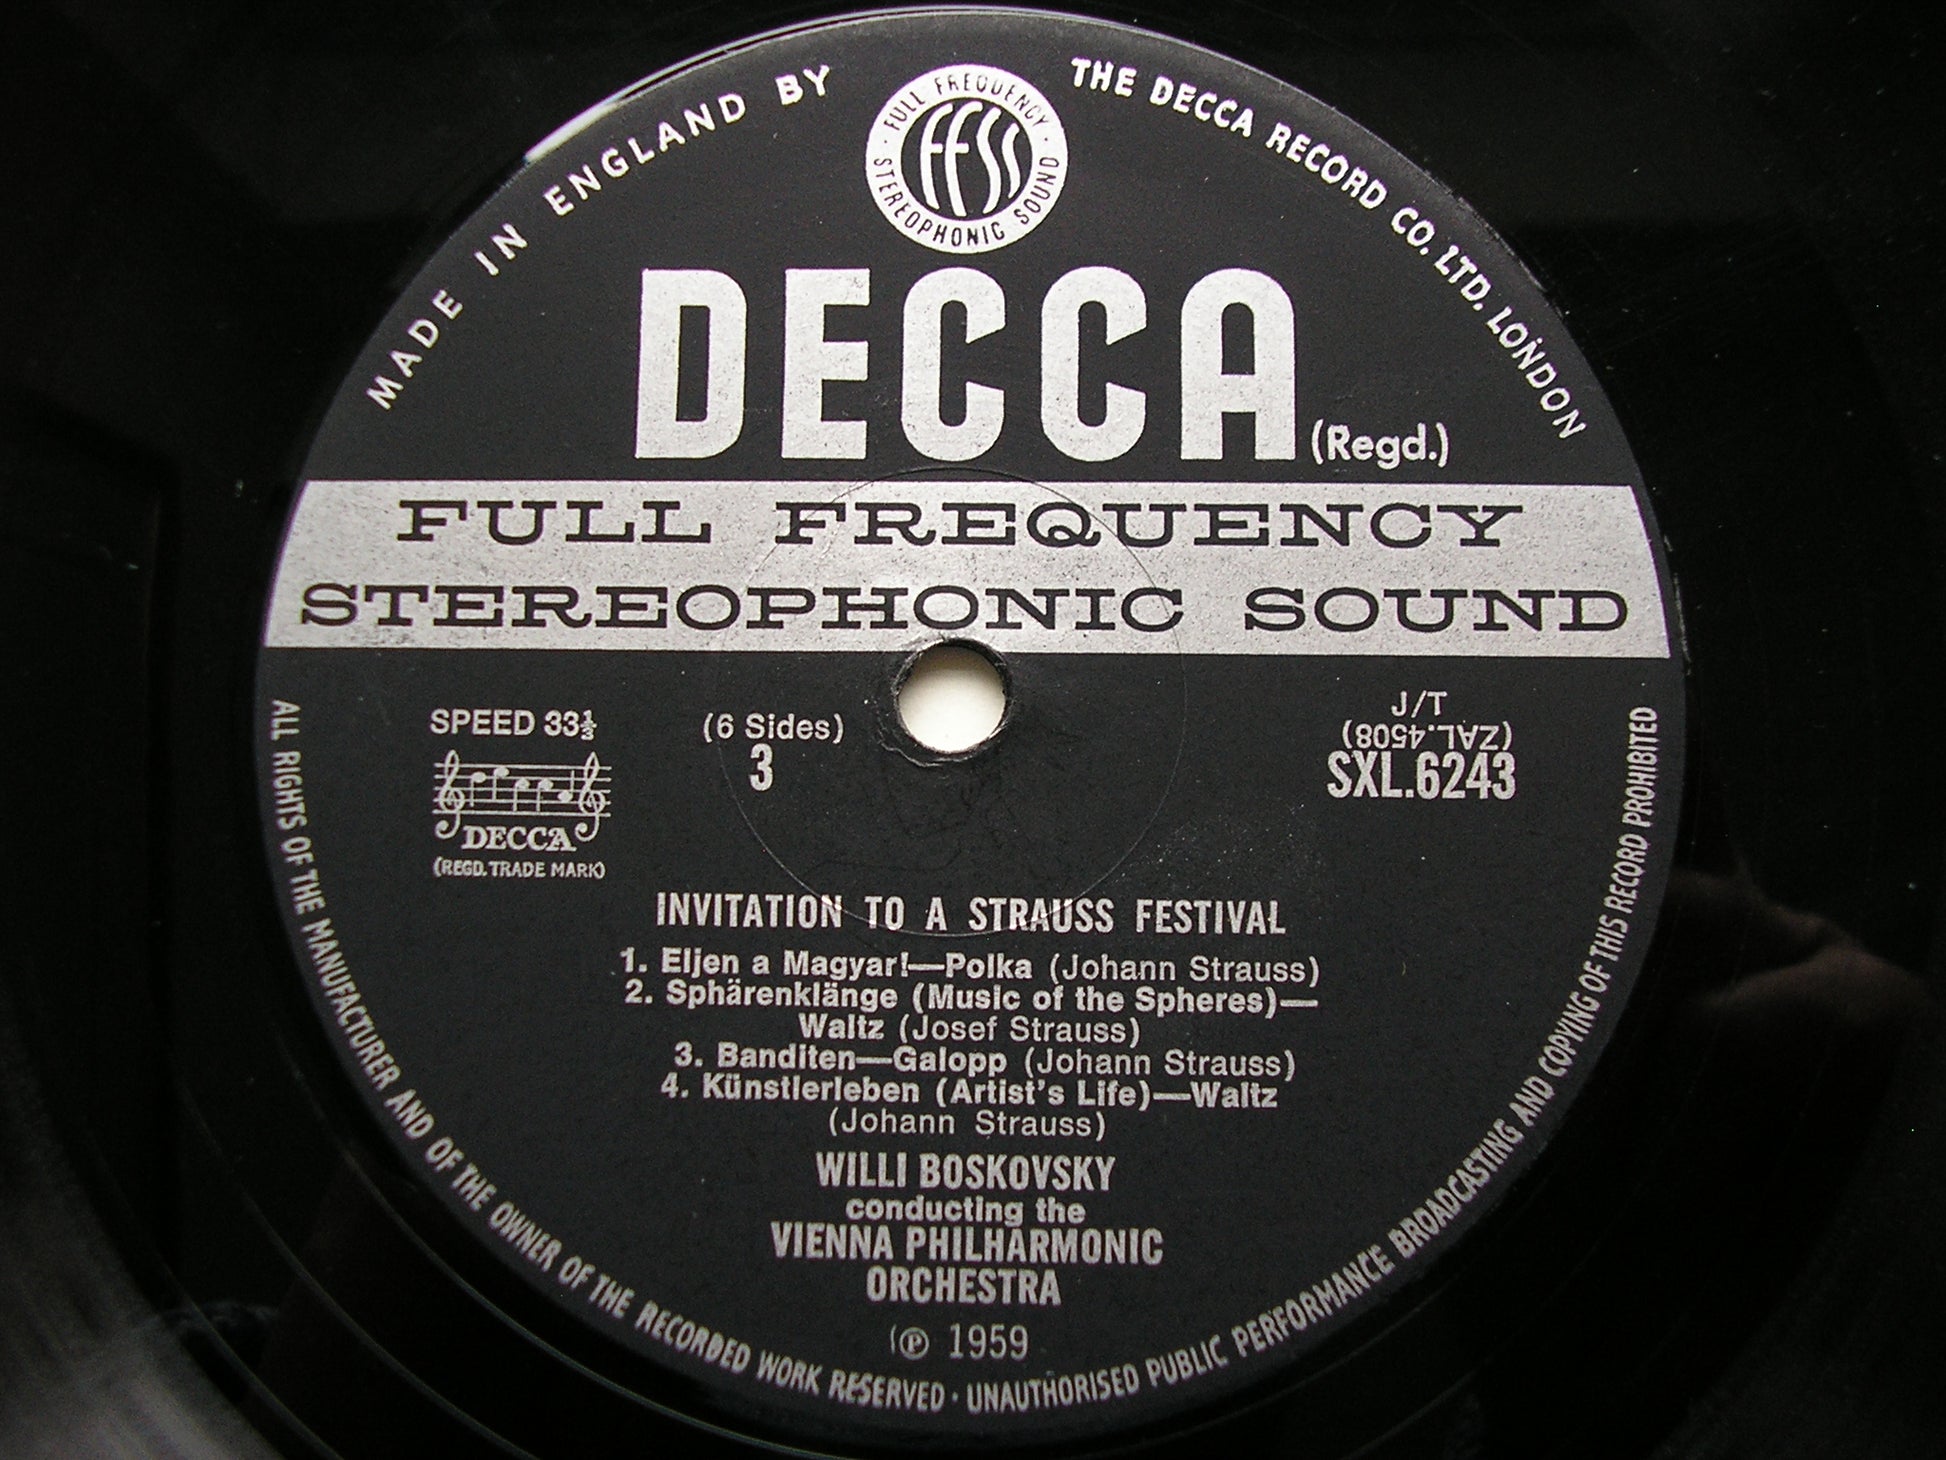 MADE IN ENGLAND BY THE DECCA RECORD CO. LTD. LONDON
FULL FREQUENCY
FFSS
STEREOPHONIC SOUND
DECCA (Regd.)
FULL FREQUENCY
STEREOPHONIC SOUND
SPEED 33⅓
(6 Sides)
3
DECCA
(REGD. TRADE MARK)
J/T
(ZAL.4508)
SXL.6243
INVITATION TO A STRAUSS FESTIVAL
1. Eljen a Magyar!—Polka (Johann Strauss)
2. Sphärenklänge (Music of the Spheres)—
Waltz (Josef Strauss)
3. Banditen—Galopp (Johann Strauss)
4. Künstlerleben (Artist's Life)—Waltz
(Johann Strauss)
WILLI BOSKOVSKY
conducting the
VIENNA PHILHARMONIC
ORCHESTRA
℗ 1959
ALL RIGHTS OF THE MANUFACTURER AND OF THE OWNER OF THE RECORDED WORK RESERVED · UNAUTHORISED PUBLIC PERFORMANCE BROADCASTING AND COPYING OF THIS RECORD PROHIBITED